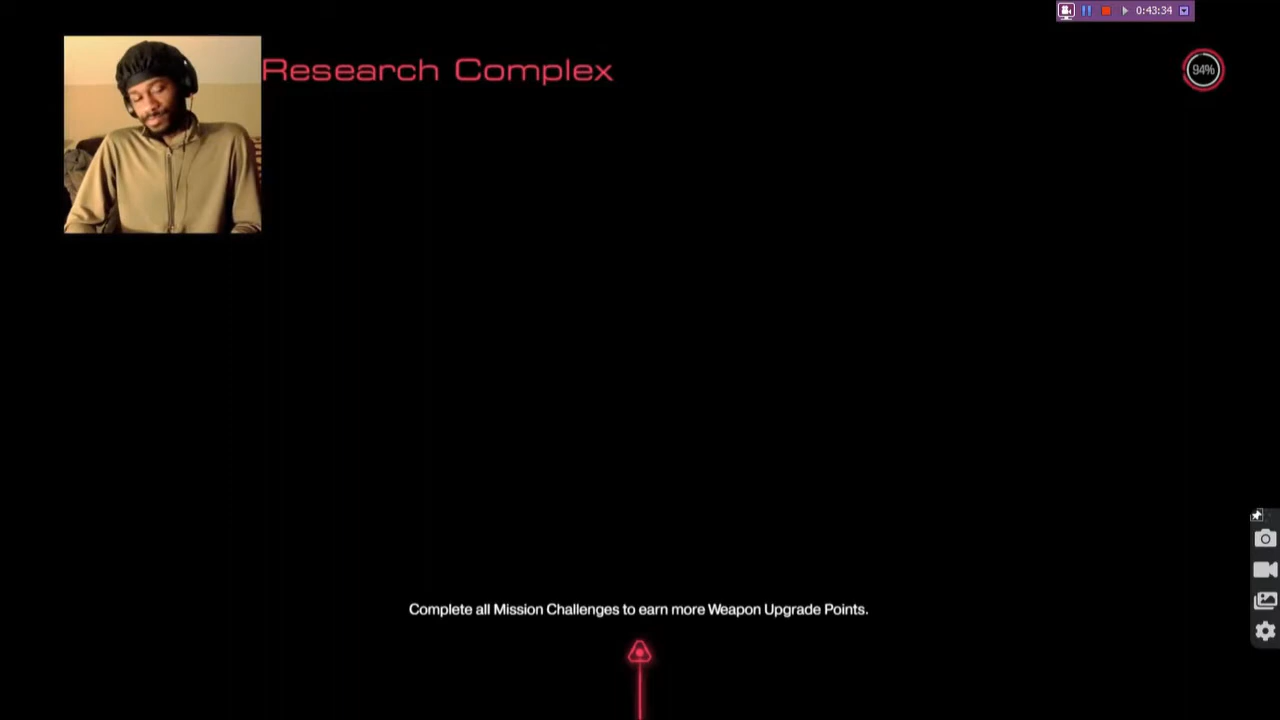 0:43:34
Research Complex
94%
Complete all Mission Challenges to earn more Weapon Upgrade Points.